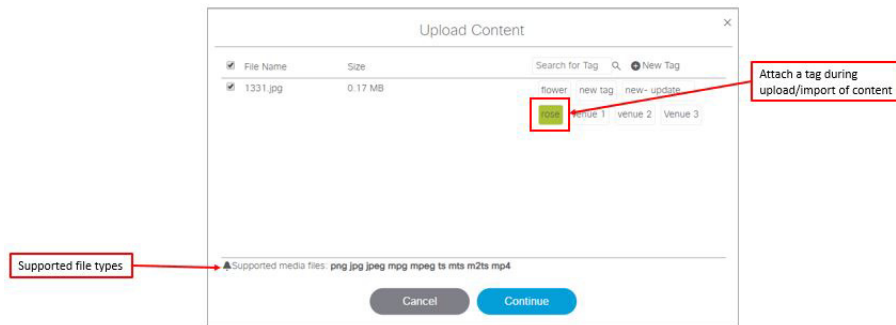 Upload Content
×
File Name Size Search for Tag New Tag
1331.jpg 0.17 MB flower new tag new- update
rose venue 1 venue 2 Venue 3
Attach a tag during
upload/import of content
Supported file types
Supported media files: png jpg jpeg mpg mpeg ts mts m2ts mp4
Cancel Continue